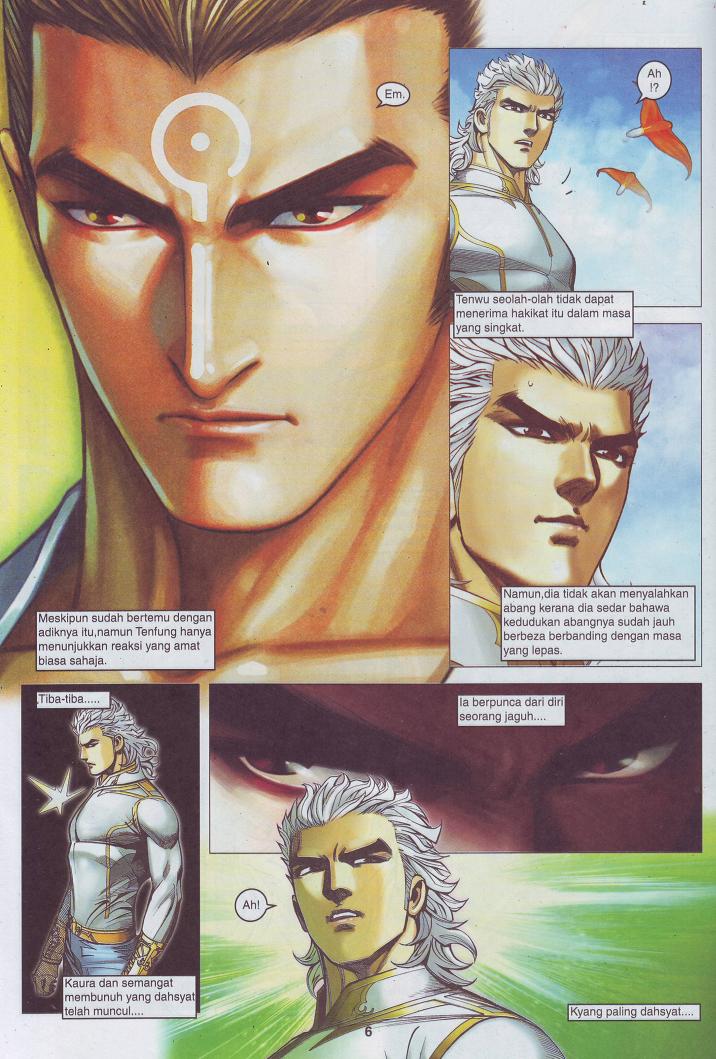 Em.
Meskipun sudah bertemu dengan
adiknya itu,namun Tenfung hanya
menunjukkan reaksi yang amat
biasa sahaja.
Ah
!?
Tenwu seolah-olah tidak dapat
menerima hakikat itu dalam masa
yang singkat.
Namun,dia tidak akan menyalahkan
abang kerana dia sedar bahawa
kedudukan abangnya sudah jauh
berbeza berbanding dengan masa
yang lepas.
Tiba-tiba.....
Kaura dan semangat
membunuh yang dahsyat
telah muncul....
Ia berpunca dari diri
seorang jaguh....
Ah!
Kyang paling dahsyat....
6